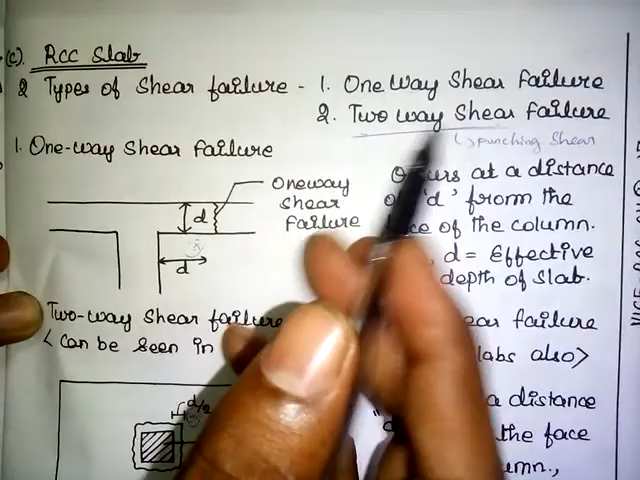 (c). RCC Slab
2 Types of Shear failure - 1. One Way Shear Failure
2. Two way Shear failure
↳ punching Shear
1. One-way Shear failure
Oneway
shear
failure
d
d
at a distance
'd' from the
of the column.
d = Effective
depth of slab.
Two-way Shear failure
ear failure
< can be seen in
labs also>
d/2
a distance
the face
umn.,